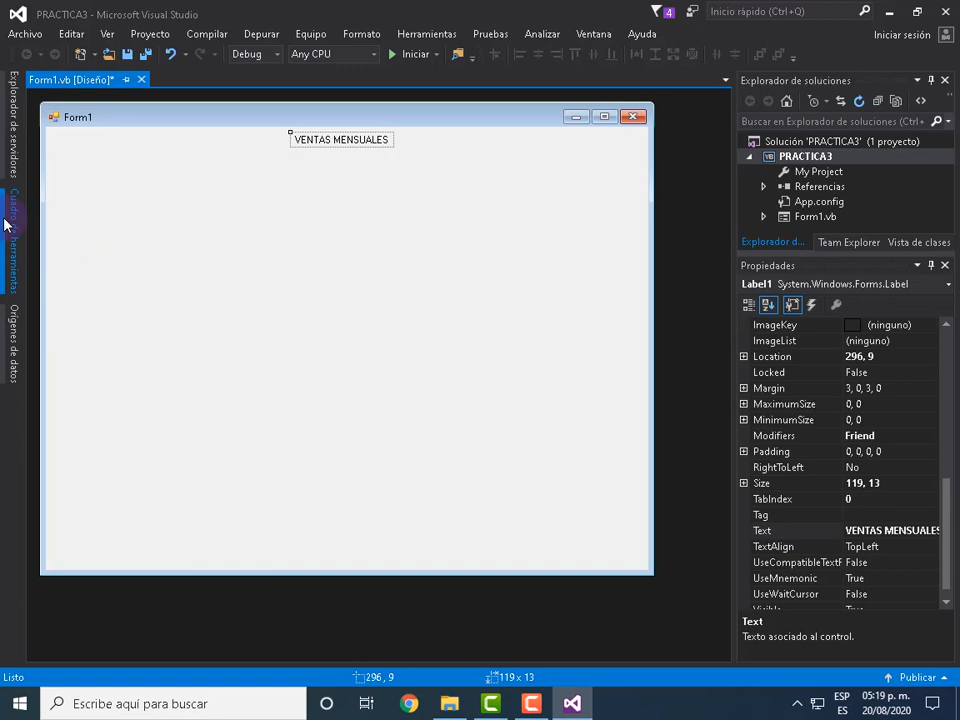 PRACTICA3 - Microsoft Visual Studio
4
Inicio rápido (Ctrl+Q)
Archivo Editar Ver Proyecto Compilar Depurar Equipo Formato Herramientas Pruebas Analizar Ventana Ayuda
Iniciar sesión
Debug Any CPU Iniciar
Explorador de servidores
Cuadro de herramientas
Orígenes de datos
Form1.vb [Diseño]*
Form1
VENTAS MENSUALES
Explorador de soluciones
Buscar en Explorador de soluciones (Ctrl+
Solución 'PRACTICA3' (1 proyecto)
VB PRACTICA3
My Project
Referencias
App.config
Form1.vb
Explorador d... Team Explorer Vista de clases
Propiedades
Label1 System.Windows.Forms.Label
ImageKey (ninguno)
ImageList (ninguno)
Location 296, 9
Locked False
Margin 3, 0, 3, 0
MaximumSize 0, 0
MinimumSize 0, 0
Modifiers Friend
Padding 0, 0, 0, 0
RightToLeft No
Size 119, 13
TabIndex 0
Tag
Text VENTAS MENSUALES
TextAlign TopLeft
UseCompatibleTextF False
UseMnemonic True
UseWaitCursor False
Visible True
Text
Texto asociado al control.
Listo 296, 9 119 x 13 Publicar
Escribe aquí para buscar
ESP
ES
05:19 p. m.
20/08/2020